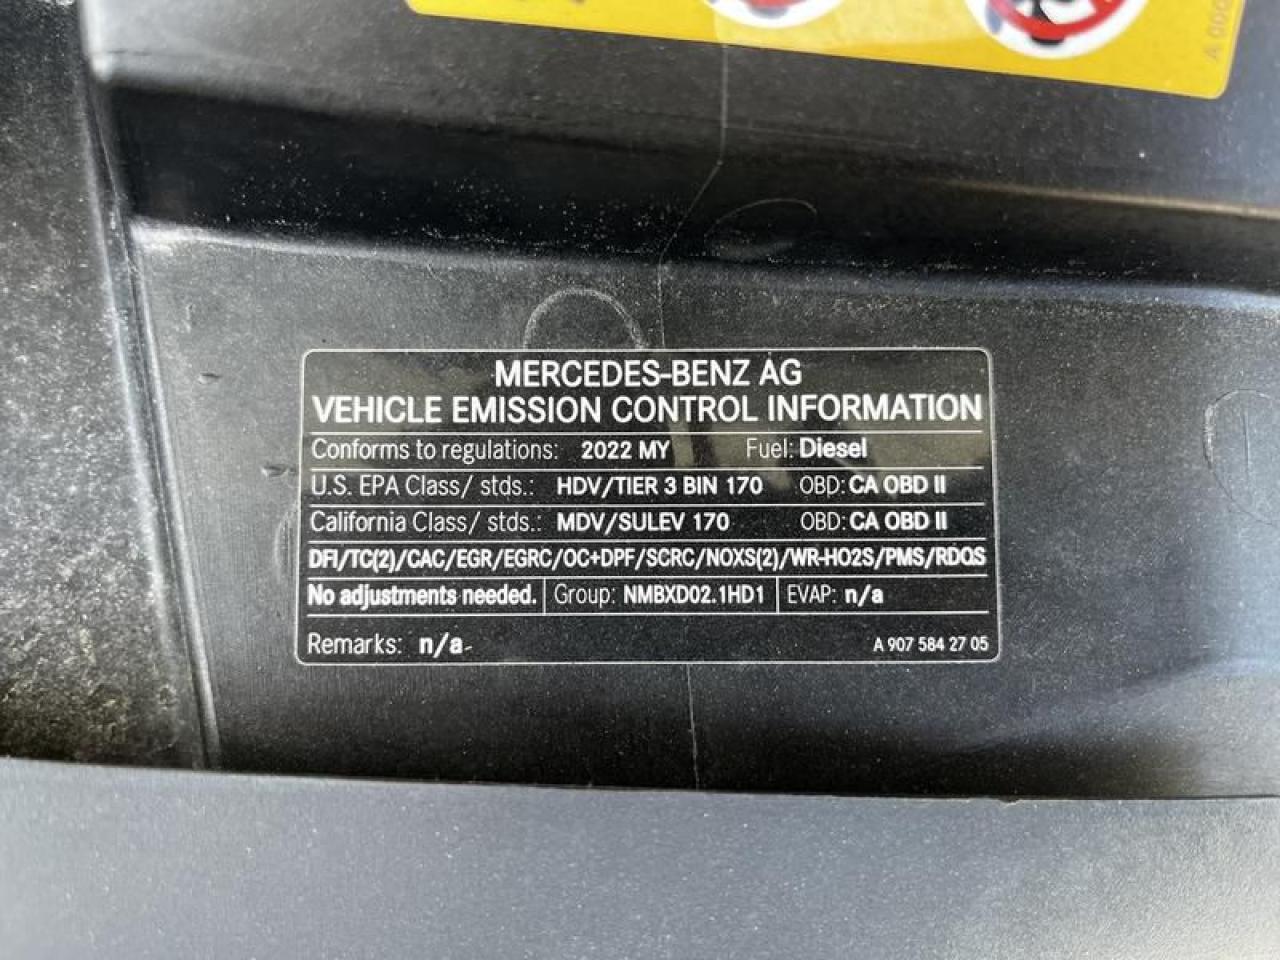 A 000
MERCEDES-BENZ AG
VEHICLE EMISSION CONTROL INFORMATION
Conforms to regulations: 2022 MY Fuel: Diesel
U.S. EPA Class/ stds.: HDV/TIER 3 BIN 170 OBD: CA OBD II
California Class/ stds.: MDV/SULEV 170 OBD: CA OBD II
DFI/TC(2)/CAC/EGR/EGRC/OC+DPF/SCRC/NOXS(2)/WR-HO2S/PMS/RDQS
No adjustments needed. Group: NMBXD02.1HD1 EVAP: n/a
Remarks: n/a-
A 907 584 27 05